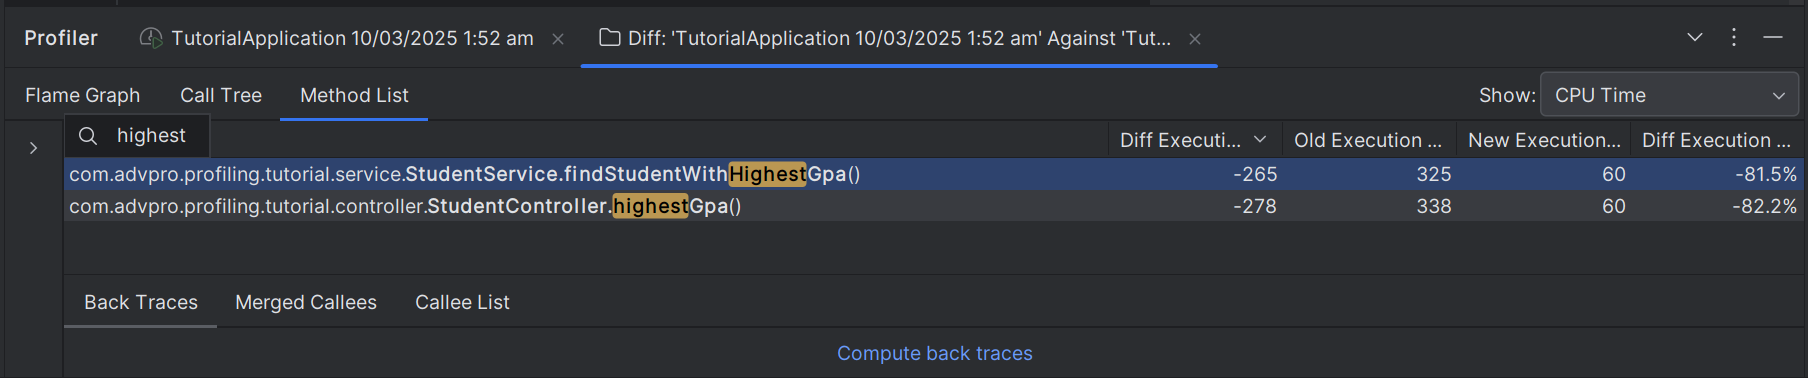 Profiler TutorialApplication 10/03/2025 1:52 am Diff: 'TutorialApplication 10/03/2025 1:52 am' Against 'Tut...
Flame Graph Call Tree Method List Show: CPU Time
highest Diff Executi... Old Execution ... New Execution... Diff Execution ...
com.advpro.profiling.tutorial.service.StudentService.findStudentWithHighestGpa() -265 325 60 -81.5%
com.advpro.profiling.tutorial.controller.StudentController.highestGpa() -278 338 60 -82.2%
Back Traces Merged Callees Callee List
Compute back traces